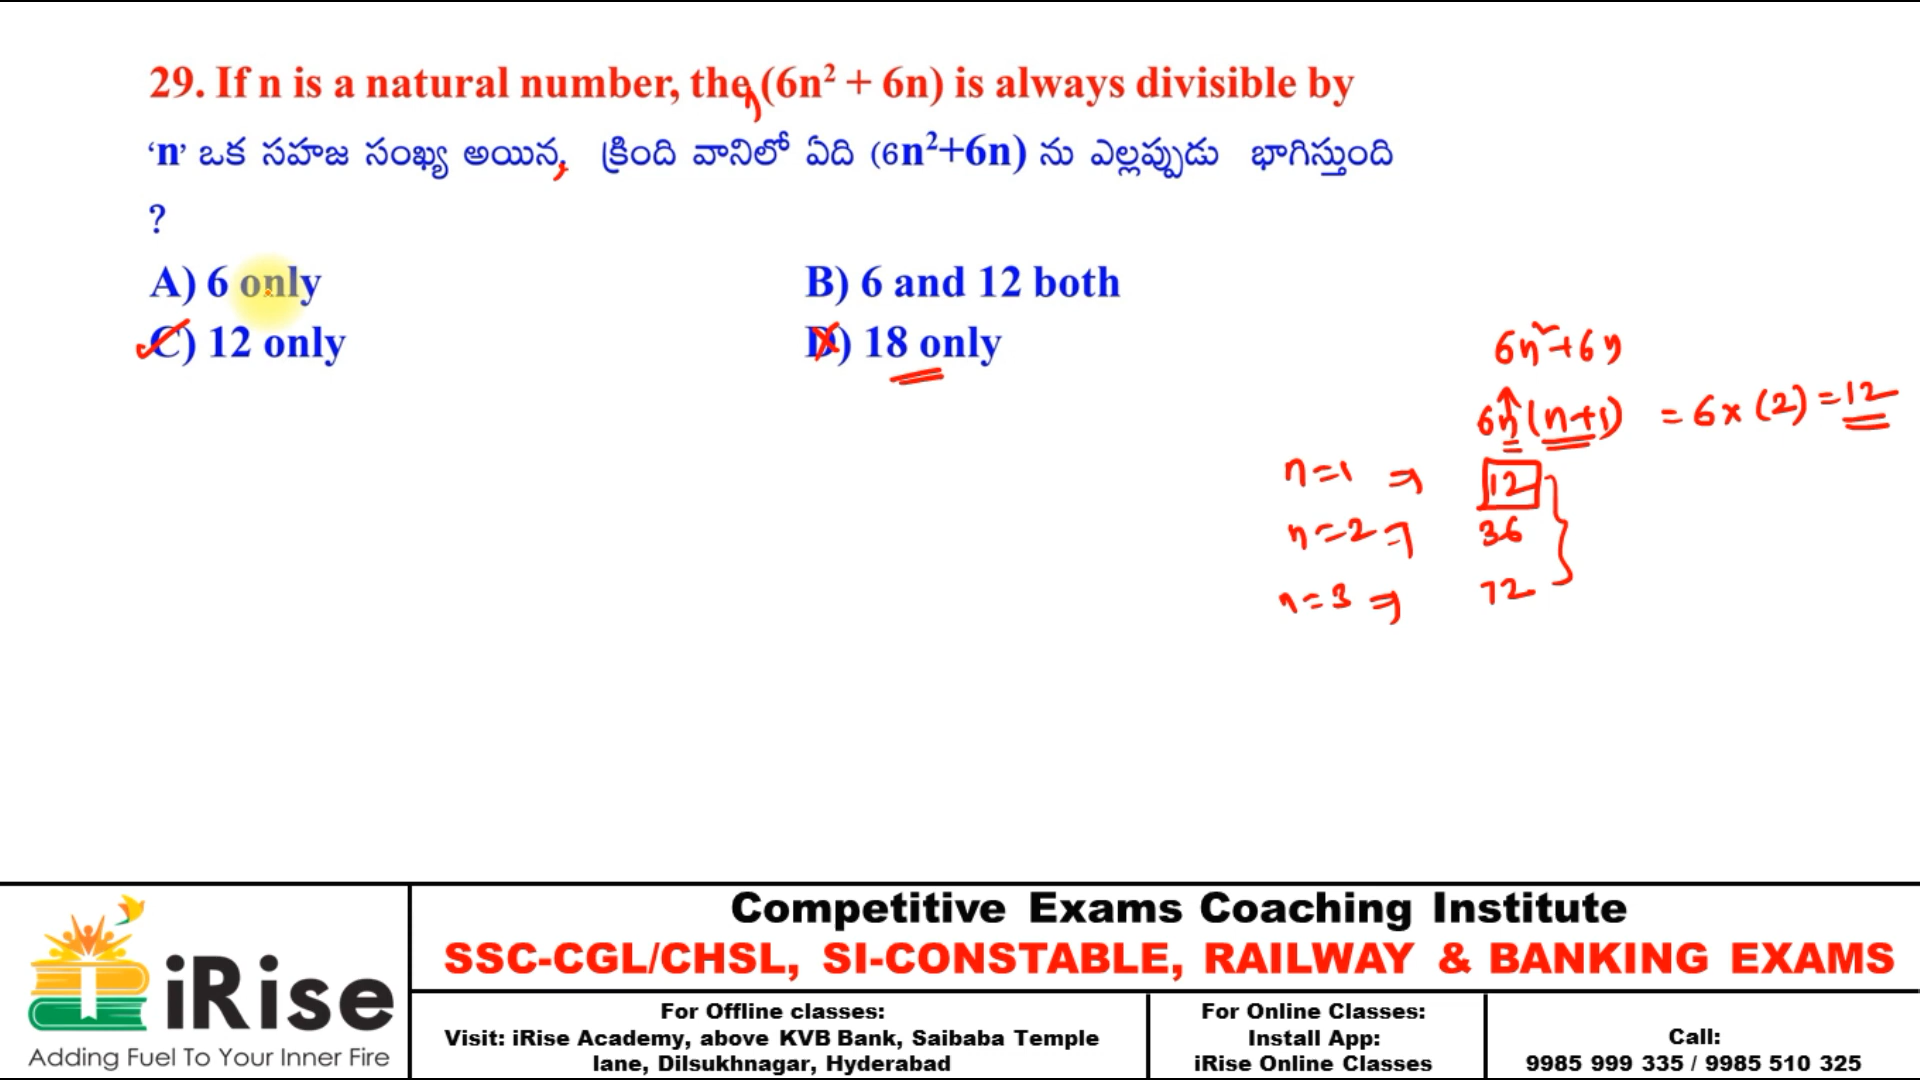 29. If n is a natural number, then (6n² + 6n) is always divisible by
‘n’ ఒక సహజ సంఖ్య అయిన, క్రింది వానిలో ఏది (6n²+6n) ను ఎల్లప్పుడు భాగిస్తుంది
?
A) 6 only B) 6 and 12 both
C) 12 only D) 18 only
6n²+6n
6n(n+1) = 6×(2)=12
n=1 ⇒ 12
n=2 ⇒ 36
n=3 ⇒ 72
iRise
Adding Fuel To Your Inner Fire
Competitive Exams Coaching Institute
SSC-CGL/CHSL, SI-CONSTABLE, RAILWAY & BANKING EXAMS
For Offline classes:
Visit: iRise Academy, above KVB Bank, Saibaba Temple
lane, Dilsukhnagar, Hyderabad
For Online Classes:
Install App:
iRise Online Classes
Call:
9985 999 335 / 9985 510 325